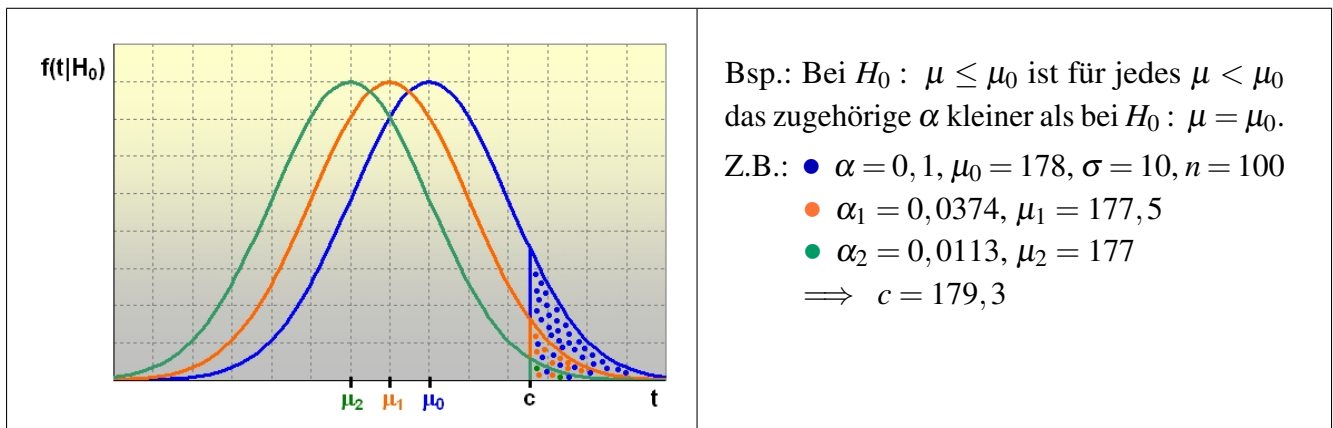 f(t|H₀)
μ₂ μ₁ μ₀ c t
Bsp.: Bei H₀ : μ ≤ μ₀ ist für jedes μ < μ₀
das zugehörige α kleiner als bei H₀ : μ = μ₀.
Z.B.: • α = 0,1, μ₀ = 178, σ = 10, n = 100
• α₁ = 0,0374, μ₁ = 177,5
• α₂ = 0,0113, μ₂ = 177
⟹ c = 179,3